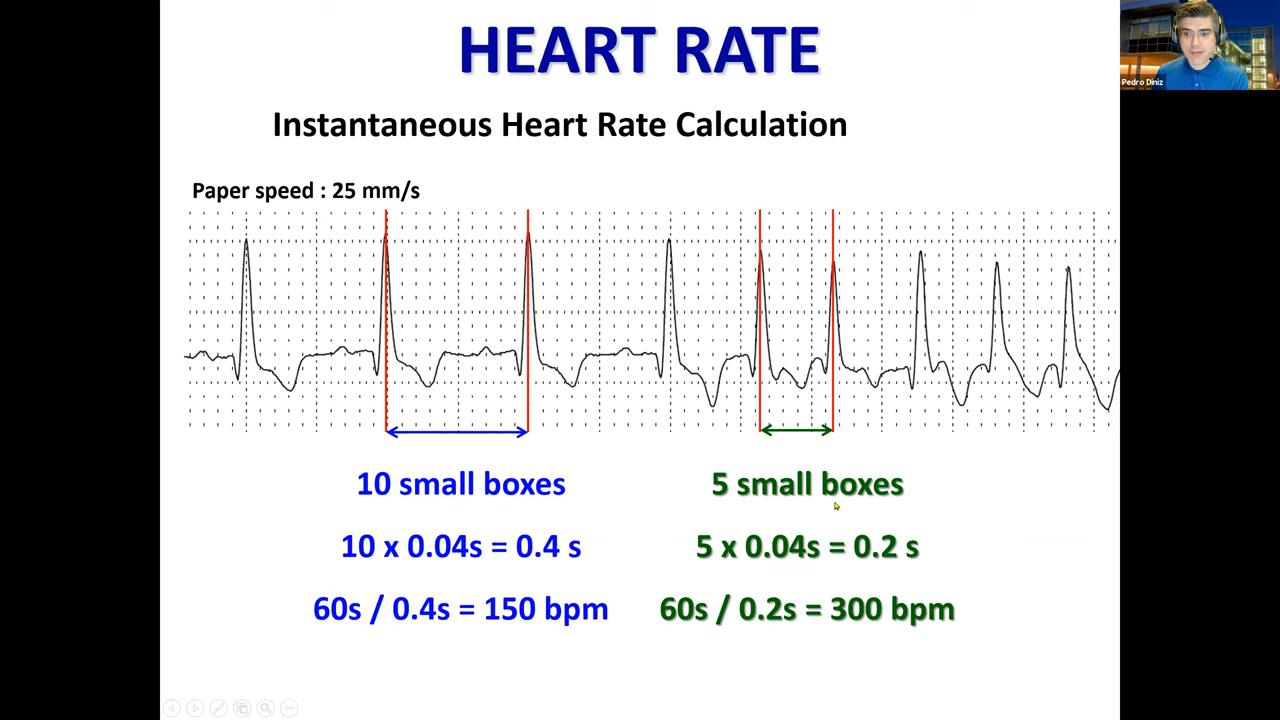 HEART RATE
Pedro Diniz
Instantaneous Heart Rate Calculation
Paper speed : 25 mm/s
10 small boxes
5 small boxes
10 x 0.04s = 0.4 s
5 x 0.04s = 0.2 s
60s / 0.4s = 150 bpm
60s / 0.2s = 300 bpm